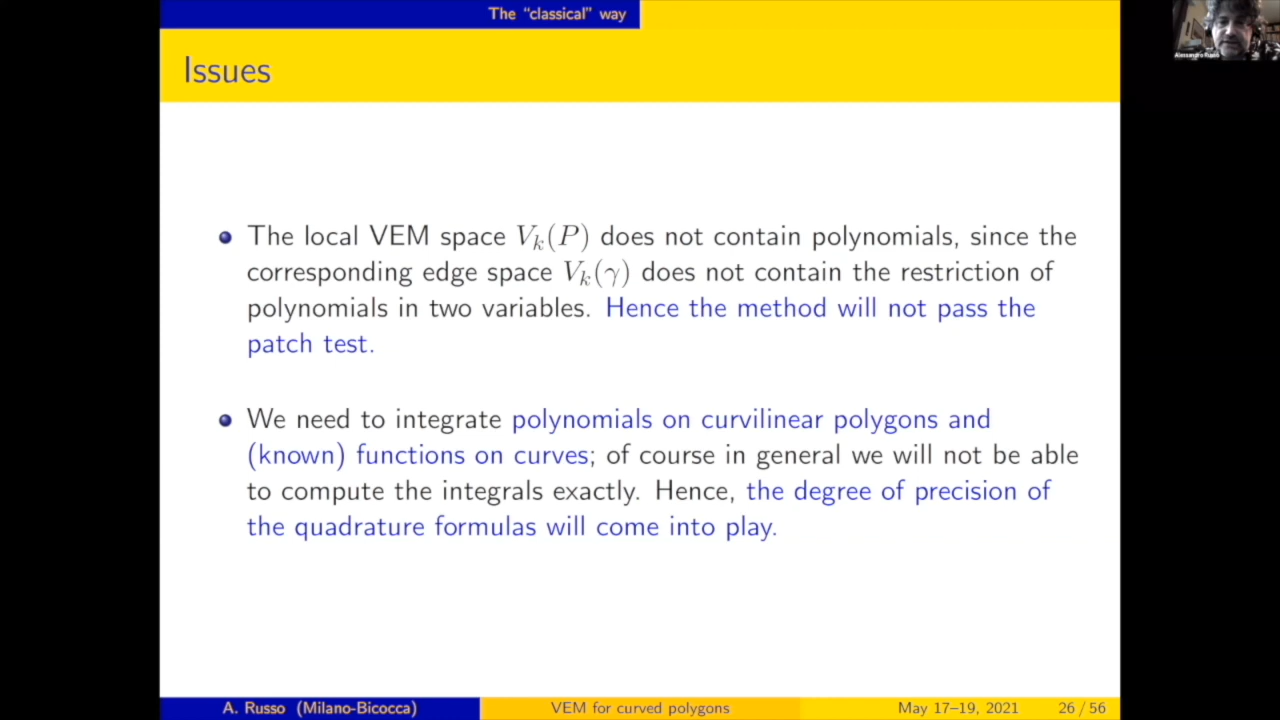 The “classical” way
Alessandro Russo
Issues
The local VEM space Vₖ(P) does not contain polynomials, since the
corresponding edge space Vₖ(γ) does not contain the restriction of
polynomials in two variables. Hence the method will not pass the
patch test.
We need to integrate polynomials on curvilinear polygons and
(known) functions on curves; of course in general we will not be able
to compute the integrals exactly. Hence, the degree of precision of
the quadrature formulas will come into play.
A. Russo (Milano-Bicocca)
VEM for curved polygons
May 17–19, 2021
26 / 56